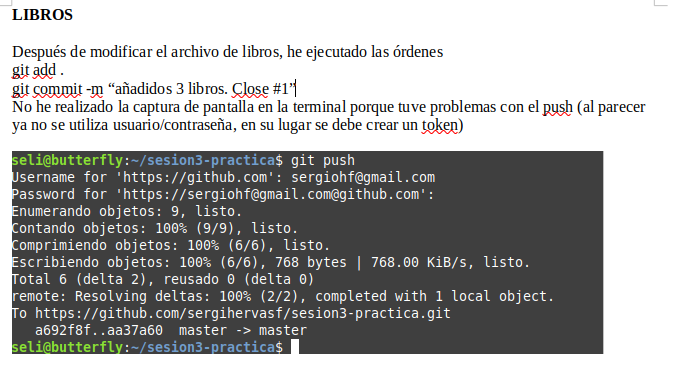 LIBROS
Después de modificar el archivo de libros, he ejecutado las órdenes
git add .
git commit -m “añadidos 3 libros. Close #1”
No he realizado la captura de pantalla en la terminal porque tuve problemas con el push (al parecer
ya no se utiliza usuario/contraseña, en su lugar se debe crear un token)
seli@butterfly:~/sesion3-practica$ git push
Username for 'https://github.com': sergiohf@gmail.com
Password for 'https://sergiohf@gmail.com@github.com':
Enumerando objetos: 9, listo.
Contando objetos: 100% (9/9), listo.
Comprimiendo objetos: 100% (6/6), listo.
Escribiendo objetos: 100% (6/6), 768 bytes | 768.00 KiB/s, listo.
Total 6 (delta 2), reusado 0 (delta 0)
remote: Resolving deltas: 100% (2/2), completed with 1 local object.
To https://github.com/sergihervasf/sesion3-practica.git
   a692f8f..aa37a60  master -> master
seli@butterfly:~/sesion3-practica$